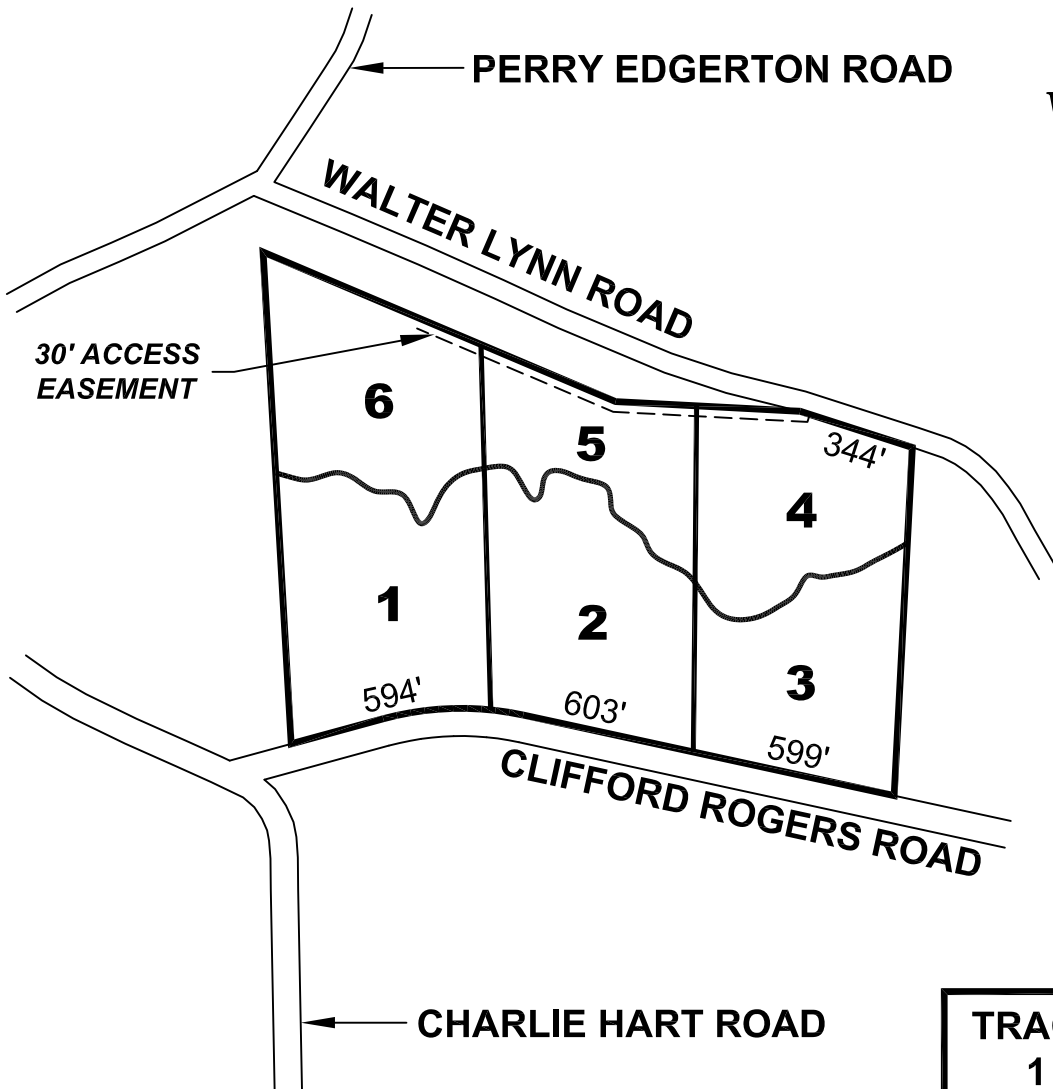 PERRY EDGERTON ROAD
WALTER LYNN ROAD
30' ACCESS
EASEMENT
6
5
344'
4
1
2
3
594'
603'
599'
CLIFFORD ROGERS ROAD
CHARLIE HART ROAD
1